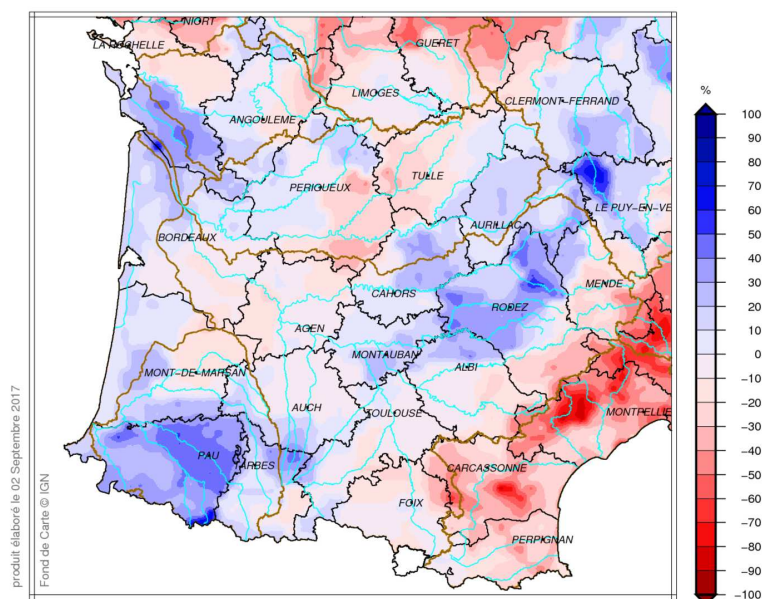 NIORT
LA ROCHELLE
GUERET
LIMOGES
CLERMONT-FERRAND
ANGOULEME
PERIGUEUX
TULLE
LE PUY-EN-VE
AURILLAC
BORDEAUX
MENDE
CAHORS
RODEZ
AGEN
MONTAUBAN
ALBI
MONT-DE-MARSAN
AUCH
TOULOUSE
MONTPELLIE
PAU
TARBES
CARCASSONNE
FOIX
PERPIGNAN
%
100
90
80
70
60
50
40
30
20
10
0
-10
-20
-30
-40
-50
-60
-70
-80
-90
-100
produit élaboré le 02 Septembre 2017
Fond de Carte © IGN